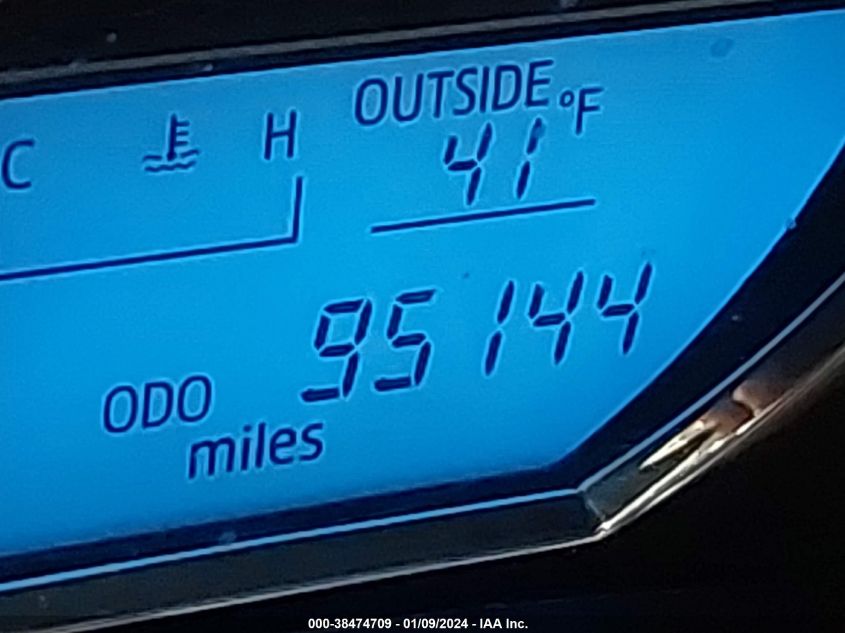 C H OUTSIDE °F
41
95144
ODO
miles
000-38474709 - 01/09/2024 - IAA Inc.